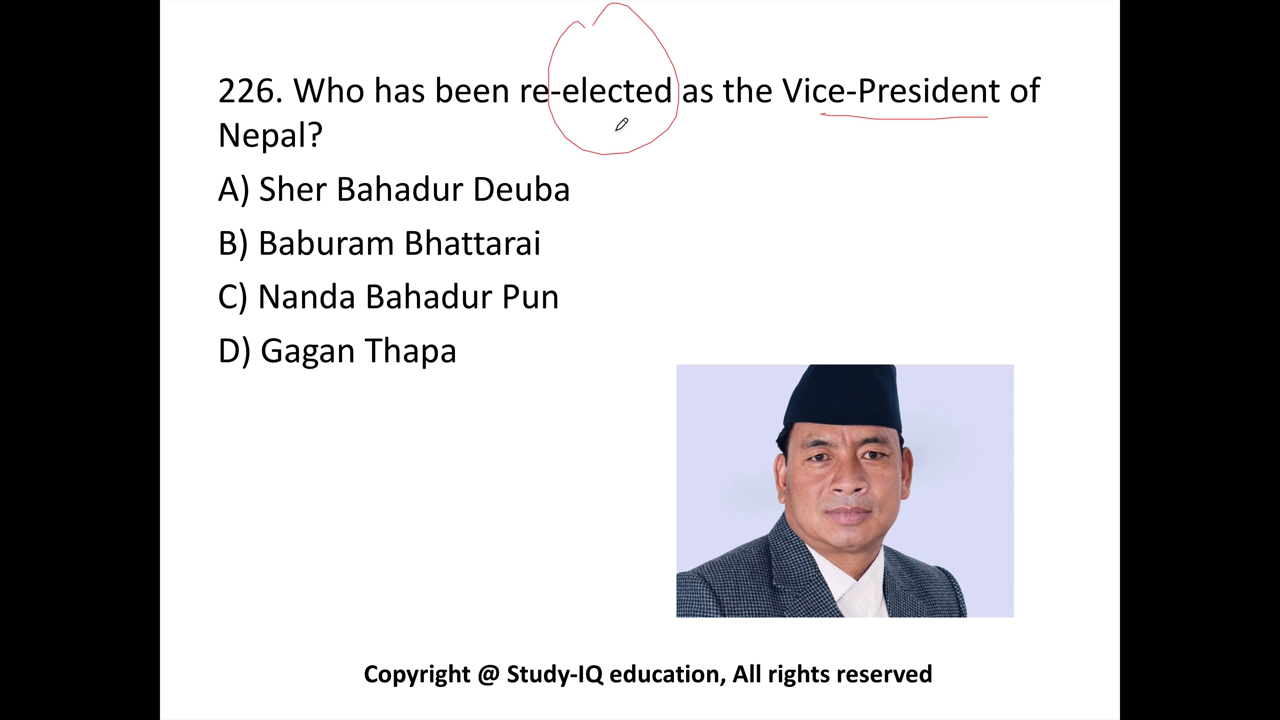 226. Who has been re-elected as the Vice-President of
Nepal?
A) Sher Bahadur Deuba
B) Baburam Bhattarai
C) Nanda Bahadur Pun
D) Gagan Thapa
Copyright @ Study-IQ education, All rights reserved